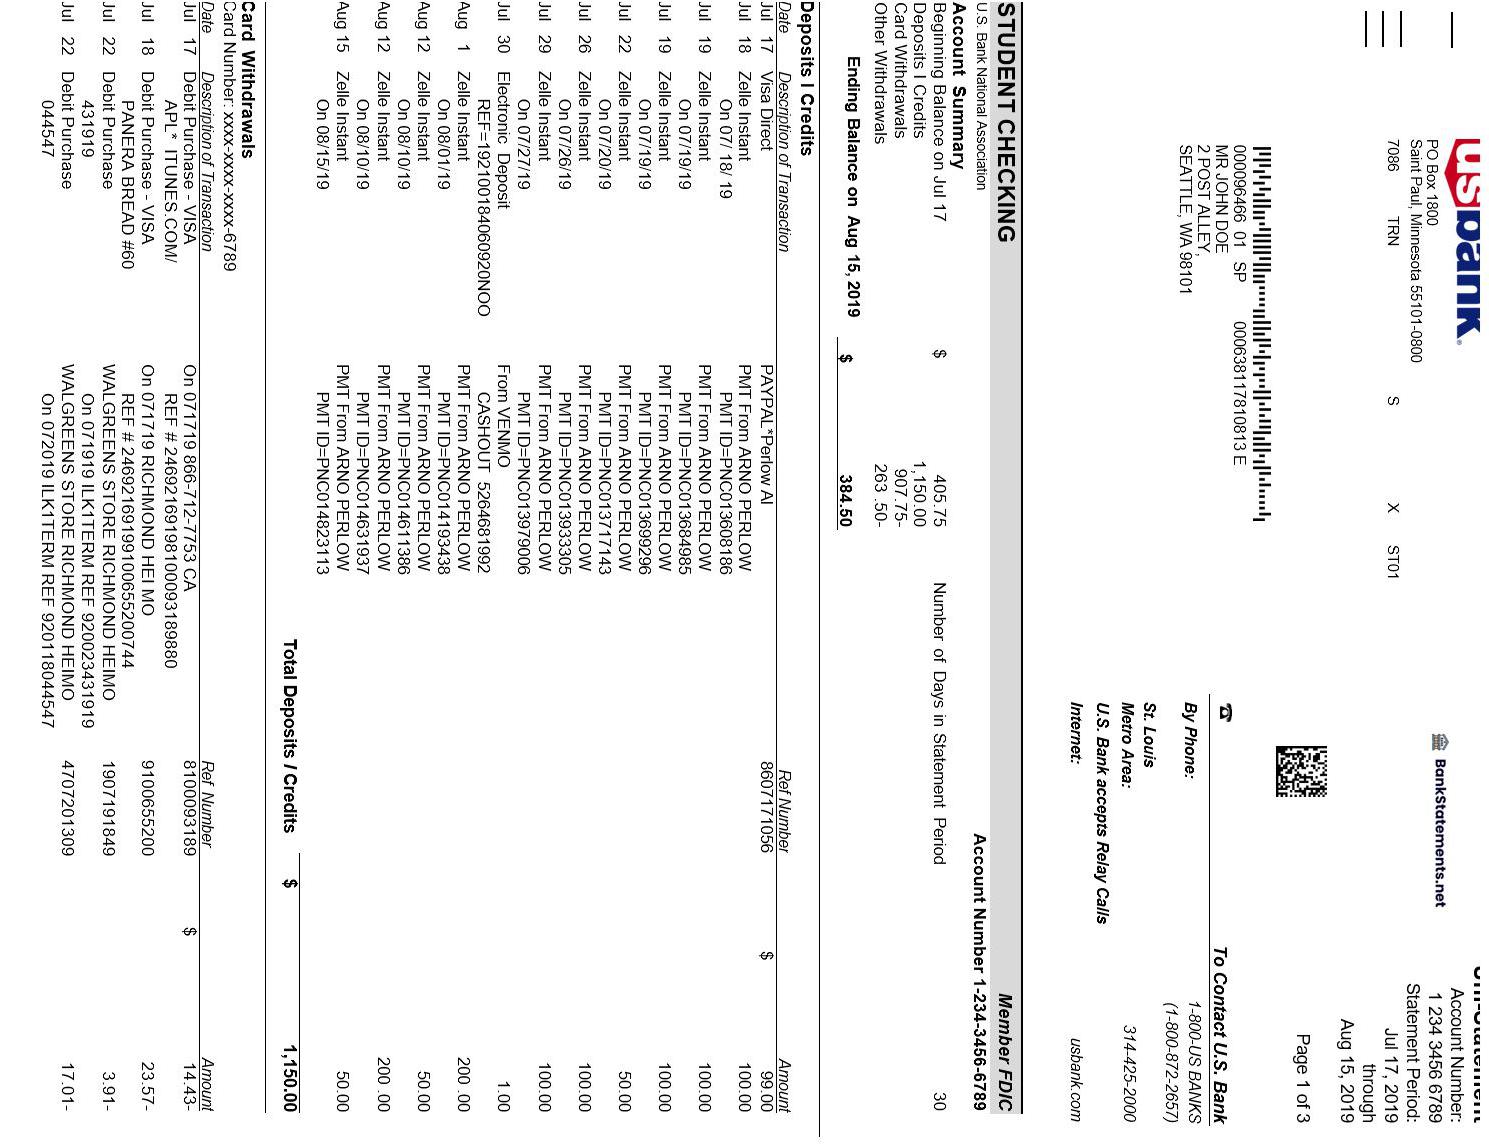 usbank®
PO Box 1800
Saint Paul, Minnesota 55101-0800
7086 TRN S X ST01
BankStatements.net
Uni-Statement
Account Number:
1 234 3456 6789
Statement Period:
Jul 17, 2019
through
Aug 15, 2019
Page 1 of 3
000096466 01 SP 000638117810813 E
MR JOHN DOE
2 POST ALLEY,
SEATTLE, WA 98101
☎ To Contact U.S. Bank
By Phone: 1-800-US BANKS
(1-800-872-2657)
St. Louis
Metro Area: 314-425-2000
U.S. Bank accepts Relay Calls
Internet: usbank.com
STUDENT CHECKING Member FDIC
U.S. Bank National Association Account Number 1-234-3456-6789
Account Summary
Beginning Balance on Jul 17 $ 405.75 Number of Days in Statement Period 30
Deposits I Credits 1,150.00
Card Withdrawals 907.75-
Other Withdrawals 263 .50-
Ending Balance on Aug 15, 2019 $ 384.50
Deposits I Credits
Date Description of Transaction Ref Number Amount
Jul 17 Visa Direct PAYPAL*Perlow Al 8607171056 $ 99.00
Jul 18 Zelle Instant PMT From ARNO PERLOW 100.00
On 07/ 18/ 19 PMT ID=PNC013608186
Jul 19 Zelle Instant PMT From ARNO PERLOW 100.00
On 07/19/19 PMT ID=PNC013684985
Jul 19 Zelle Instant PMT From ARNO PERLOW 100.00
On 07/19/19 PMT ID=PNC013699296
Jul 22 Zelle Instant PMT From ARNO PERLOW 50.00
On 07/20/19 PMT ID=PNC013717143
Jul 26 Zelle Instant PMT From ARNO PERLOW 100.00
On 07/26/19 PMT ID=PNC013933305
Jul 29 Zelle Instant PMT From ARNO PERLOW 100.00
On 07/27/19 PMT ID=PNC013979006
Jul 30 Electronic Deposit From VENMO 1.00
REF=192100184060920NOO CASHOUT 5264681992
Aug 1 Zelle Instant PMT From ARNO PERLOW 200 .00
On 08/01/19 PMT ID=PNC014193438
Aug 12 Zelle Instant PMT From ARNO PERLOW 50.00
On 08/10/19 PMT ID=PNC014611386
Aug 12 Zelle Instant PMT From ARNO PERLOW 200 .00
On 08/10/19 PMT ID=PNC014631937
Aug 15 Zelle Instant PMT From ARNO PERLOW 50.00
On 08/15/19 PMT ID=PNC014823113
Total Deposits / Credits $ 1,150.00
Card Withdrawals
Card Number: xxxx-xxxx-xxxx-6789
Date Description of Transaction Ref Number Amount
Jul 17 Debit Purchase - VISA On 071719 866-712-7753 CA 8100093189 $ 14.43-
APL* ITUNES.COM/ REF # 24692169198100093189880
Jul 18 Debit Purchase - VISA On 071719 RICHMOND HEI MO 9100655200 23.57-
PANERA BREAD #60 REF # 24692169199100655200744
Jul 22 Debit Purchase WALGREENS STORE RICHMOND HEIMO 1907191849 3.91-
431919 On 071919 ILK1TERM REF 920023431919
Jul 22 Debit Purchase WALGREENS STORE RICHMOND HEIMO 4707201309 17.01-
044547 On 072019 ILK1TERM REF 920118044547